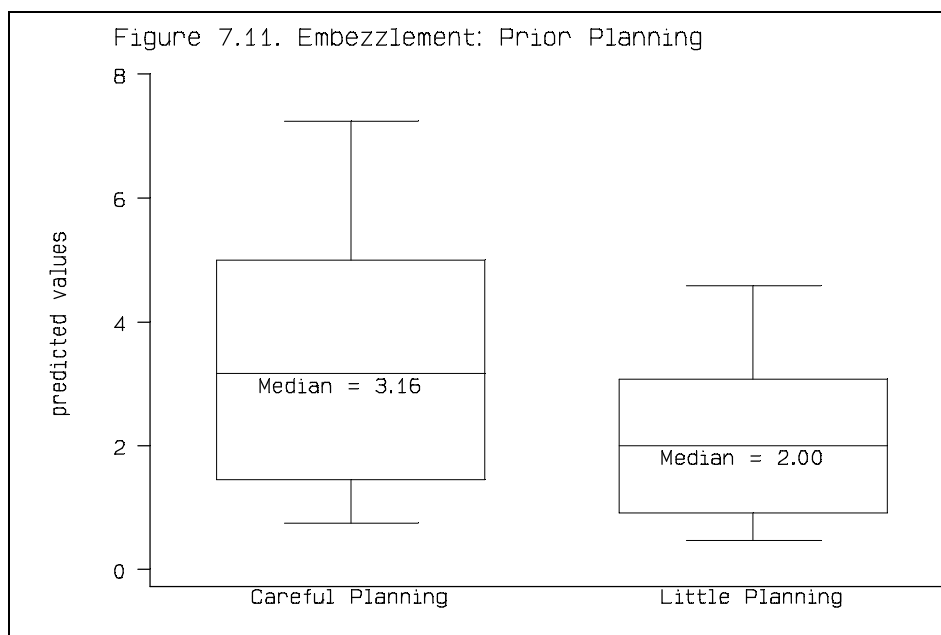 Figure 7.11. Embezzlement: Prior Planning
predicted values
8
6
4
2
0
Median = 3.16
Median = 2.00
Careful Planning
Little Planning